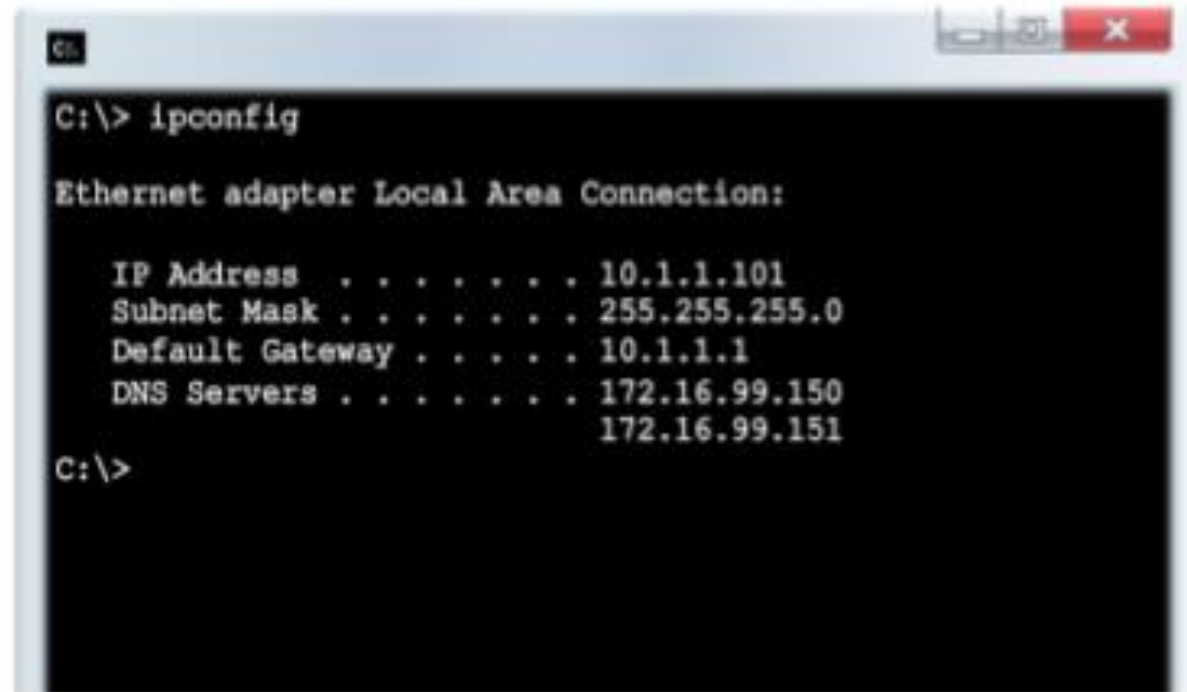 C:\> ipconfig
Ethernet adapter Local Area Connection:
IP Address . . . . . . . 10.1.1.101
Subnet Mask . . . . . . . 255.255.255.0
Default Gateway . . . . . 10.1.1.1
DNS Servers . . . . . . . 172.16.99.150
172.16.99.151
C:\>